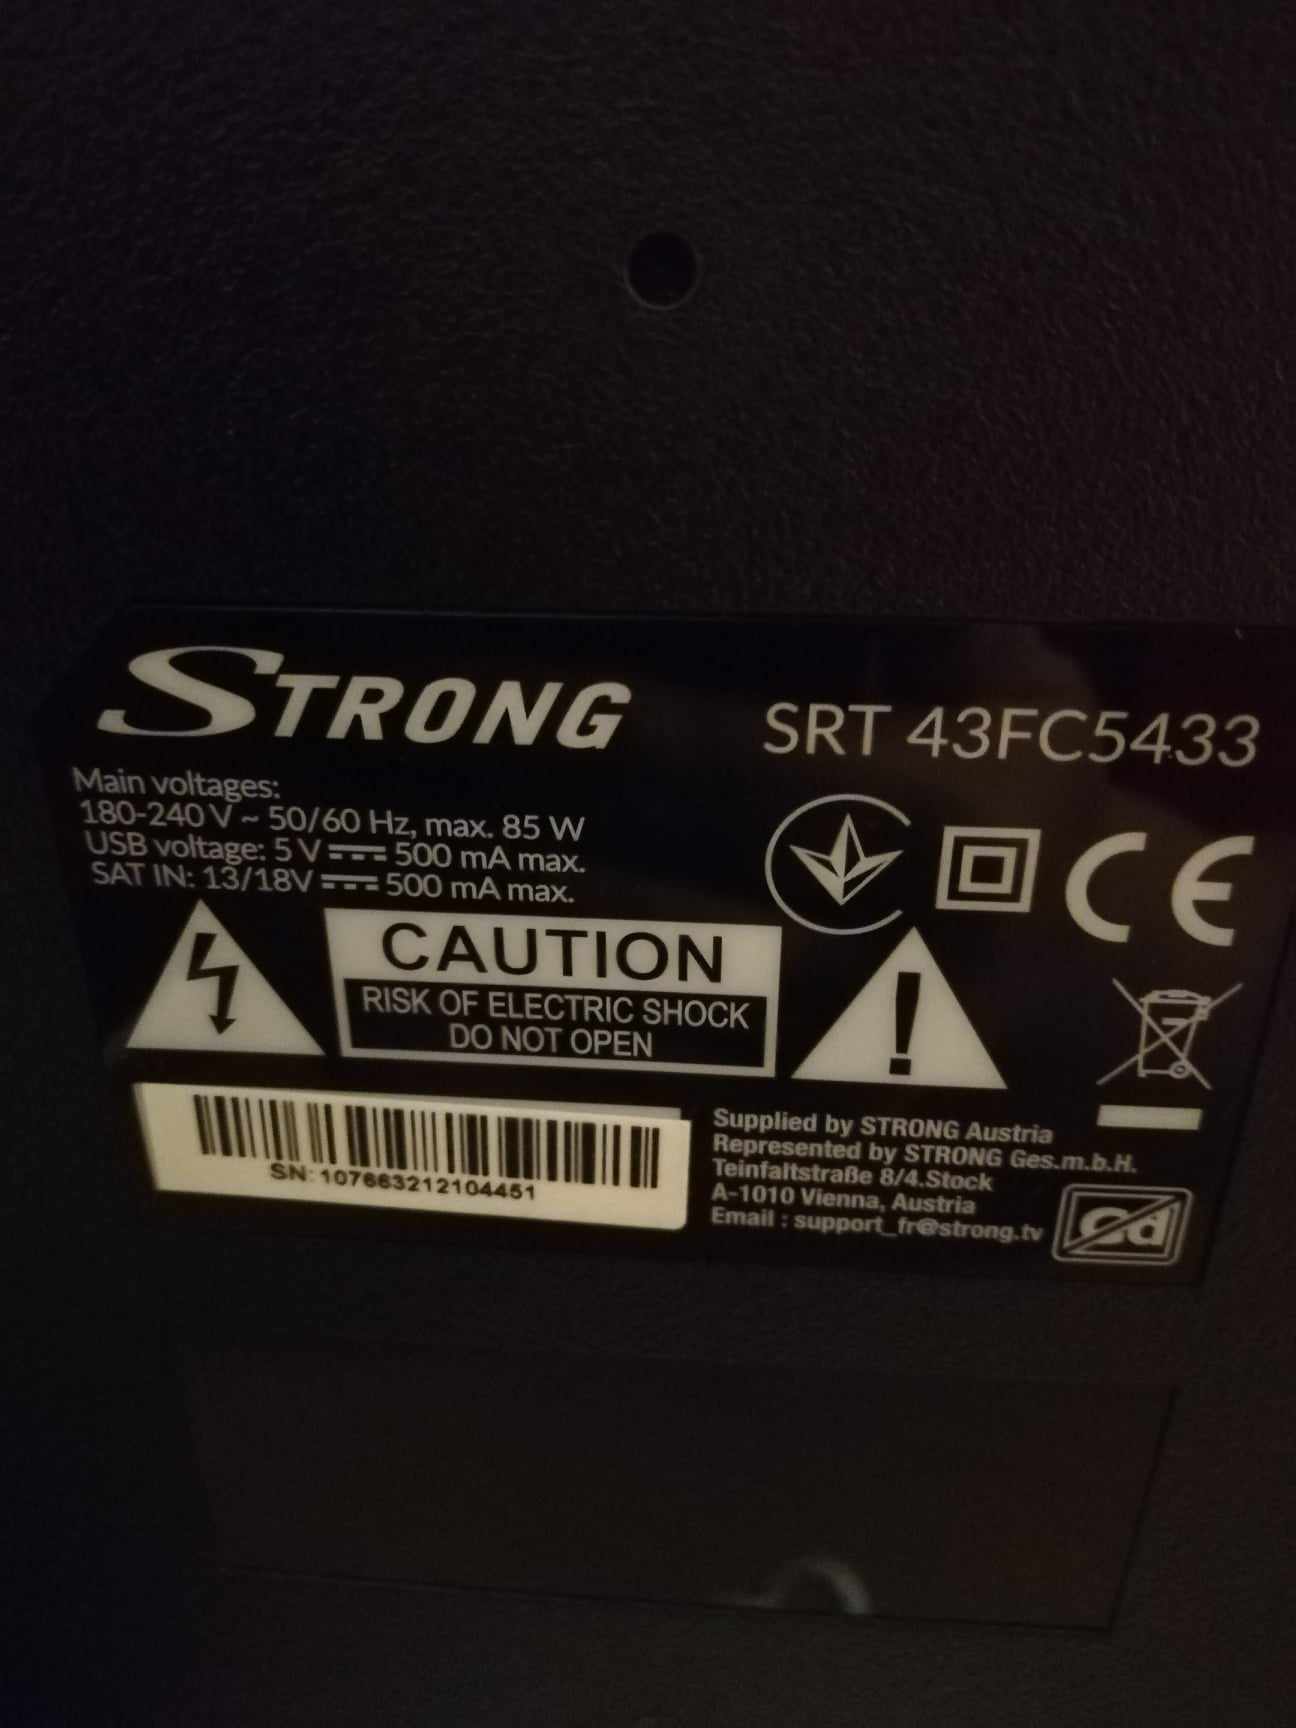 STRONG
SRT 43FC5433
Main voltages:
180-240 V ~ 50/60 Hz, max. 85 W
USB voltage: 5 V 500 mA max.
SAT IN: 13/18V 500 mA max.
CE
CAUTION
RISK OF ELECTRIC SHOCK
DO NOT OPEN
!
SN: 107663212104451
Supplied by STRONG Austria
Represented by STRONG Ges.m.b.H.
Teinfaltstraße 8/4.Stock
A-1010 Vienna, Austria
Email : support_fr@strong.tv
Cd